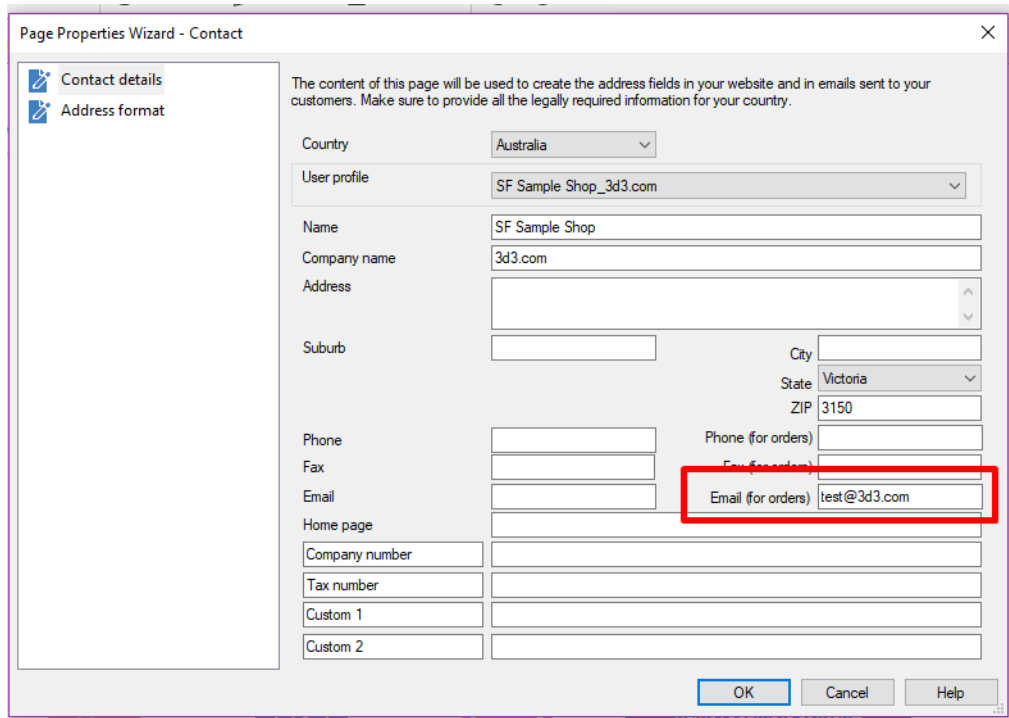 Page Properties Wizard - Contact
Contact details
Address format
The content of this page will be used to create the address fields in your website and in emails sent to your
customers. Make sure to provide all the legally required information for your country.
Country Australia
User profile SF Sample Shop_3d3.com
Name SF Sample Shop
Company name 3d3.com
Address
Suburb City
State Victoria
ZIP 3150
Phone Phone (for orders)
Fax Fax (for orders)
Email Email (for orders) test@3d3.com
Home page
Company number
Tax number
Custom 1
Custom 2
OK Cancel Help